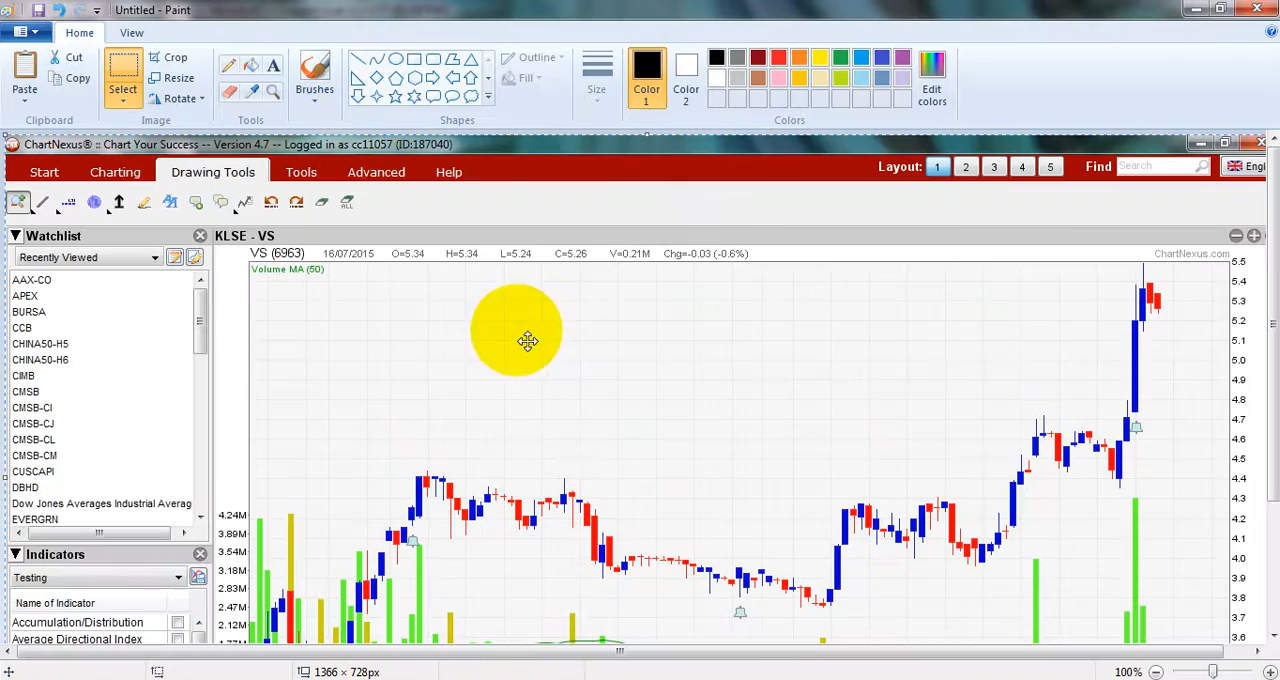 Untitled - Paint
Home
View
Paste
Cut
Copy
Select
Crop
Resize
Rotate
Brushes
Outline
Fill
Size
Color 1
Color 2
Edit colors
Clipboard
Image
Tools
Shapes
Colors
ChartNexus® :: Chart Your Success -- Version 4.7 -- Logged in as cc11057 (ID:187040)
Start
Charting
Drawing Tools
Tools
Advanced
Help
Layout: 1 2 3 4 5
Find
Search
Engl
ALL
Watchlist
KLSE - VS
Recently Viewed
VS (6963) 16/07/2015 O=5.34 H=5.34 L=5.24 C=5.26 V=0.21M Chg=-0.03 (-0.6%)
ChartNexus.com
Volume MA (50)
AAX-CO
APEX
BURSA
CCB
CHINA50-H5
CHINA50-H6
CIMB
CMSB
CMSB-CI
CMSB-CJ
CMSB-CL
CMSB-CM
CUSCAPI
DBHD
Dow Jones Averages Industrial Averag
EVERGRN
Indicators
Testing
Name of Indicator
Accumulation/Distribution
Average Directional Index
4.24M
3.89M
3.54M
3.18M
2.83M
2.47M
2.12M
1.77M
5.5
5.4
5.3
5.2
5.1
5.0
4.9
4.8
4.7
4.6
4.5
4.4
4.3
4.2
4.1
4.0
3.9
3.8
3.7
3.6
1366 × 728px
100%